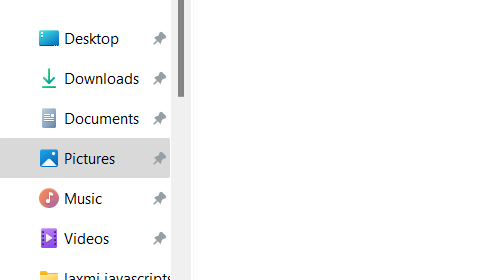 Desktop
Downloads
Documents
Pictures
Music
Videos
laxmi javascripts